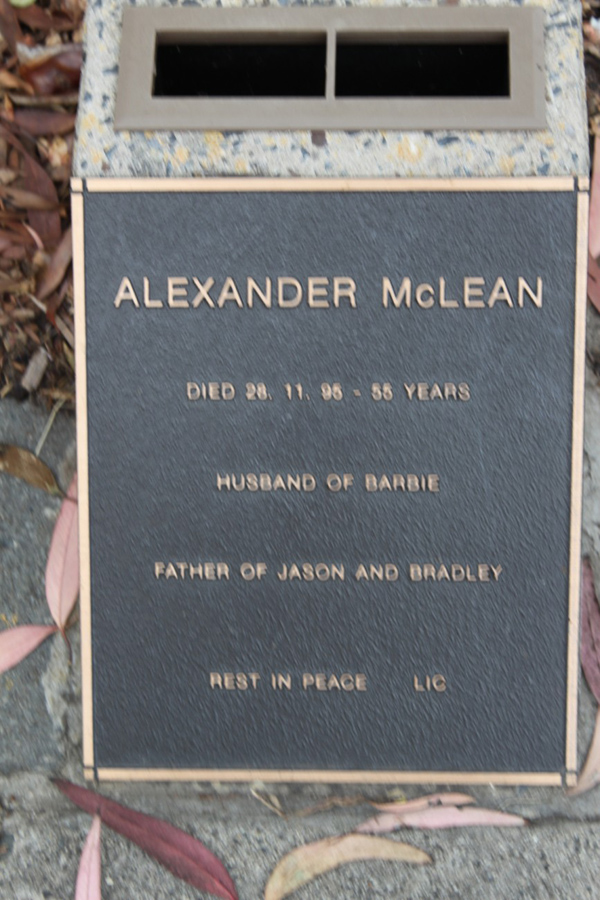 ALEXANDER McLEAN
DIED 28. 11. 95 - 55 YEARS
HUSBAND OF BARBIE
FATHER OF JASON AND BRADLEY
REST IN PEACE LIC